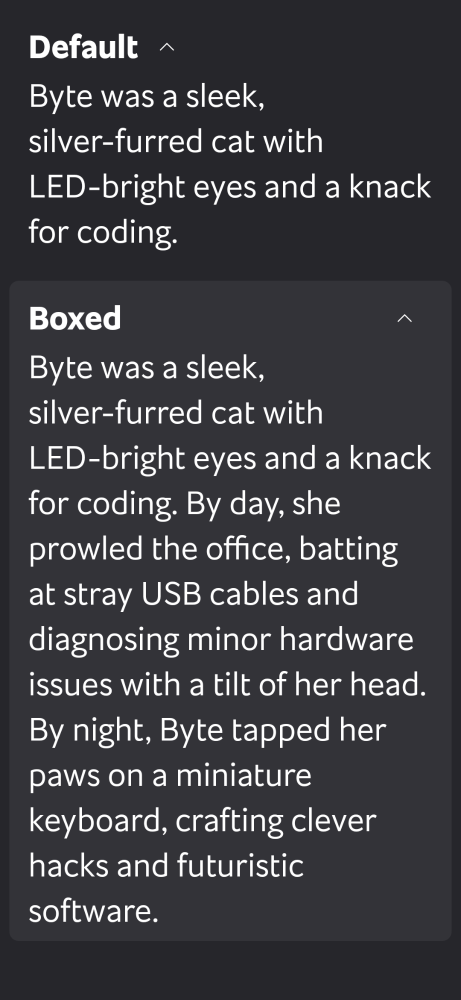 Default
Byte was a sleek,
silver-furred cat with
LED-bright eyes and a knack
for coding.
Boxed
Byte was a sleek,
silver-furred cat with
LED-bright eyes and a knack
for coding. By day, she
prowled the office, batting
at stray USB cables and
diagnosing minor hardware
issues with a tilt of her head.
By night, Byte tapped her
paws on a miniature
keyboard, crafting clever
hacks and futuristic
software.